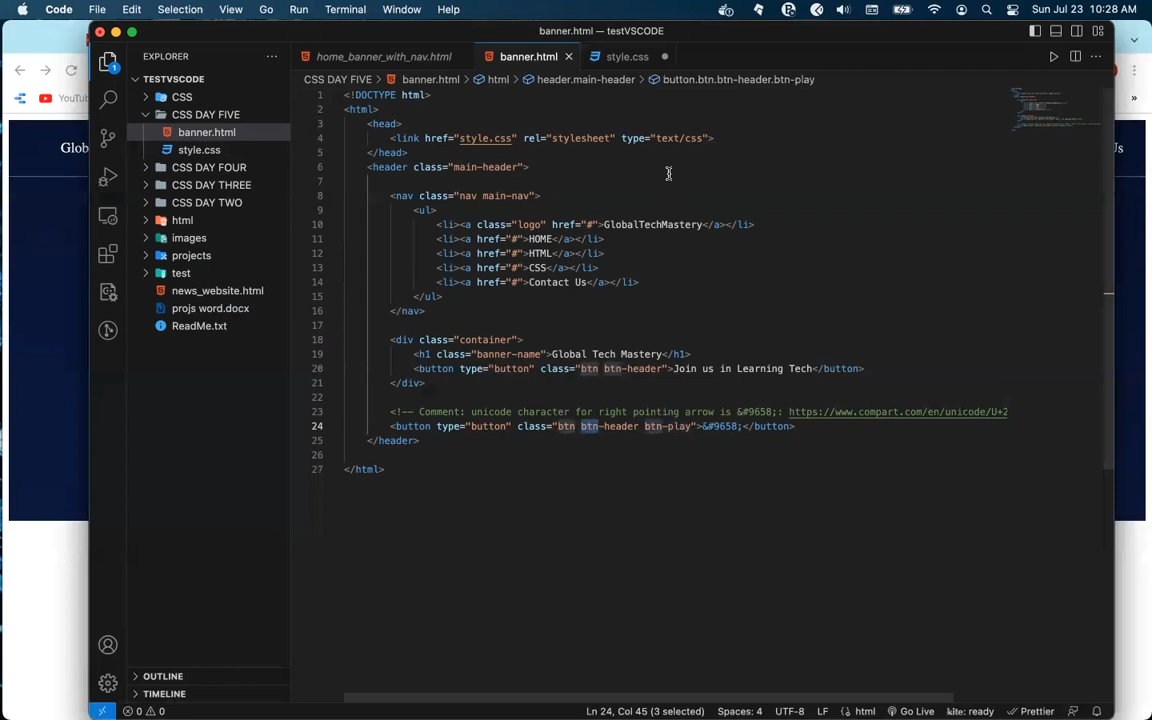 Code File Edit Selection View Go Run Terminal Window Help
Sun Jul 23 10:28 AM
banner.html — testVSCODE
EXPLORER
home_banner_with_nav.html
banner.html
style.css
CSS DAY FIVE > banner.html > html > header.main-header > button.btn.btn-header.btn-play
TESTVSCODE
CSS
CSS DAY FIVE
banner.html
style.css
CSS DAY FOUR
CSS DAY THREE
CSS DAY TWO
html
images
projects
test
news_website.html
projs word.docx
ReadMe.txt
OUTLINE
TIMELINE
1 <!DOCTYPE html>
2 <html>
3 <head>
4 <link href="style.css" rel="stylesheet" type="text/css">
5 </head>
6 <header class="main-header">
7
8 <nav class="nav main-nav">
9 <ul>
10 <li><a class="logo" href="#">GlobalTechMastery</a></li>
11 <li><a href="#">HOME</a></li>
12 <li><a href="#">HTML</a></li>
13 <li><a href="#">CSS</a></li>
14 <li><a href="#">Contact Us</a></li>
15 </ul>
16 </nav>
17
18 <div class="container">
19 <h1 class="banner-name">Global Tech Mastery</h1>
20 <button type="button" class="btn btn-header">Join us in Learning Tech</button>
21 </div>
22
23 <!-- Comment: unicode character for right pointing arrow is &#9658;: https://www.compart.com/en/unicode/U+2
24 <button type="button" class="btn btn-header btn-play">&#9658;</button>
25 </header>
26
27 </html>
YouTub
Glob
Us
1
0 0
Ln 24, Col 45 (3 selected) Spaces: 4 UTF-8 LF html Go Live kite: ready Prettier